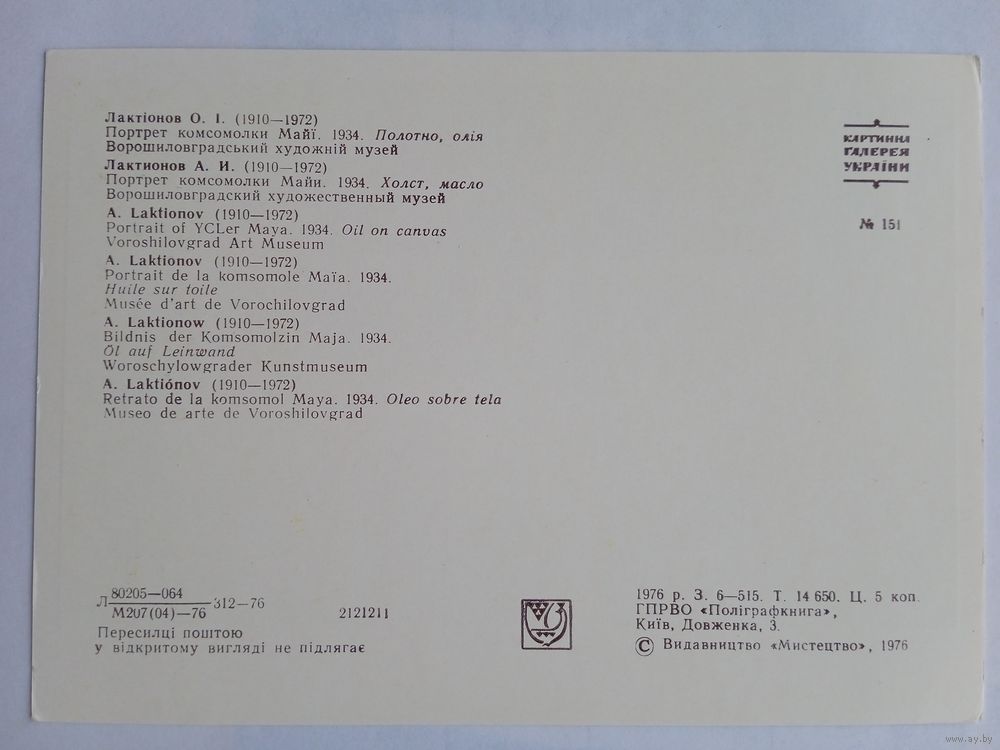 Лактіонов О. І. (1910—1972)
Портрет комсомолки Майї. 1934. Полотно, олія
Ворошиловградський художній музей
Лактионов А. И. (1910—1972)
Портрет комсомолки Майи. 1934. Холст, масло
Ворошиловградский художественный музей
A. Laktionov (1910—1972)
Portrait of YCLer Maya. 1934. Oil on canvas
Voroshilovgrad Art Museum
A. Laktionov (1910—1972)
Portrait de la komsomole Maïa. 1934.
Huile sur toile
Musée d'art de Vorochilovgrad
A. Laktionow (1910—1972)
Bildnis der Komsomolzin Maja. 1934.
Öl auf Leinwand
Woroschylowgrader Kunstmuseum
A. Laktiónov (1910—1972)
Retrato de la komsomol Maya. 1934. Oleo sobre tela
Museo de arte de Voroshilovgrad
КАРТИННА
ГАЛЕРЕЯ
УКРАЇНИ
№ 151
Л 80205—064
М207(04)—76 312—76
2121211
Пересилці поштою
у відкритому вигляді не підлягає
1976 р. З. 6—515. Т. 14 650. Ц. 5 коп.
ГПРВО «Поліграфкнига»,
Київ, Довженка, 3.
© Видавництво «Мистецтво», 1976
www.ay.by